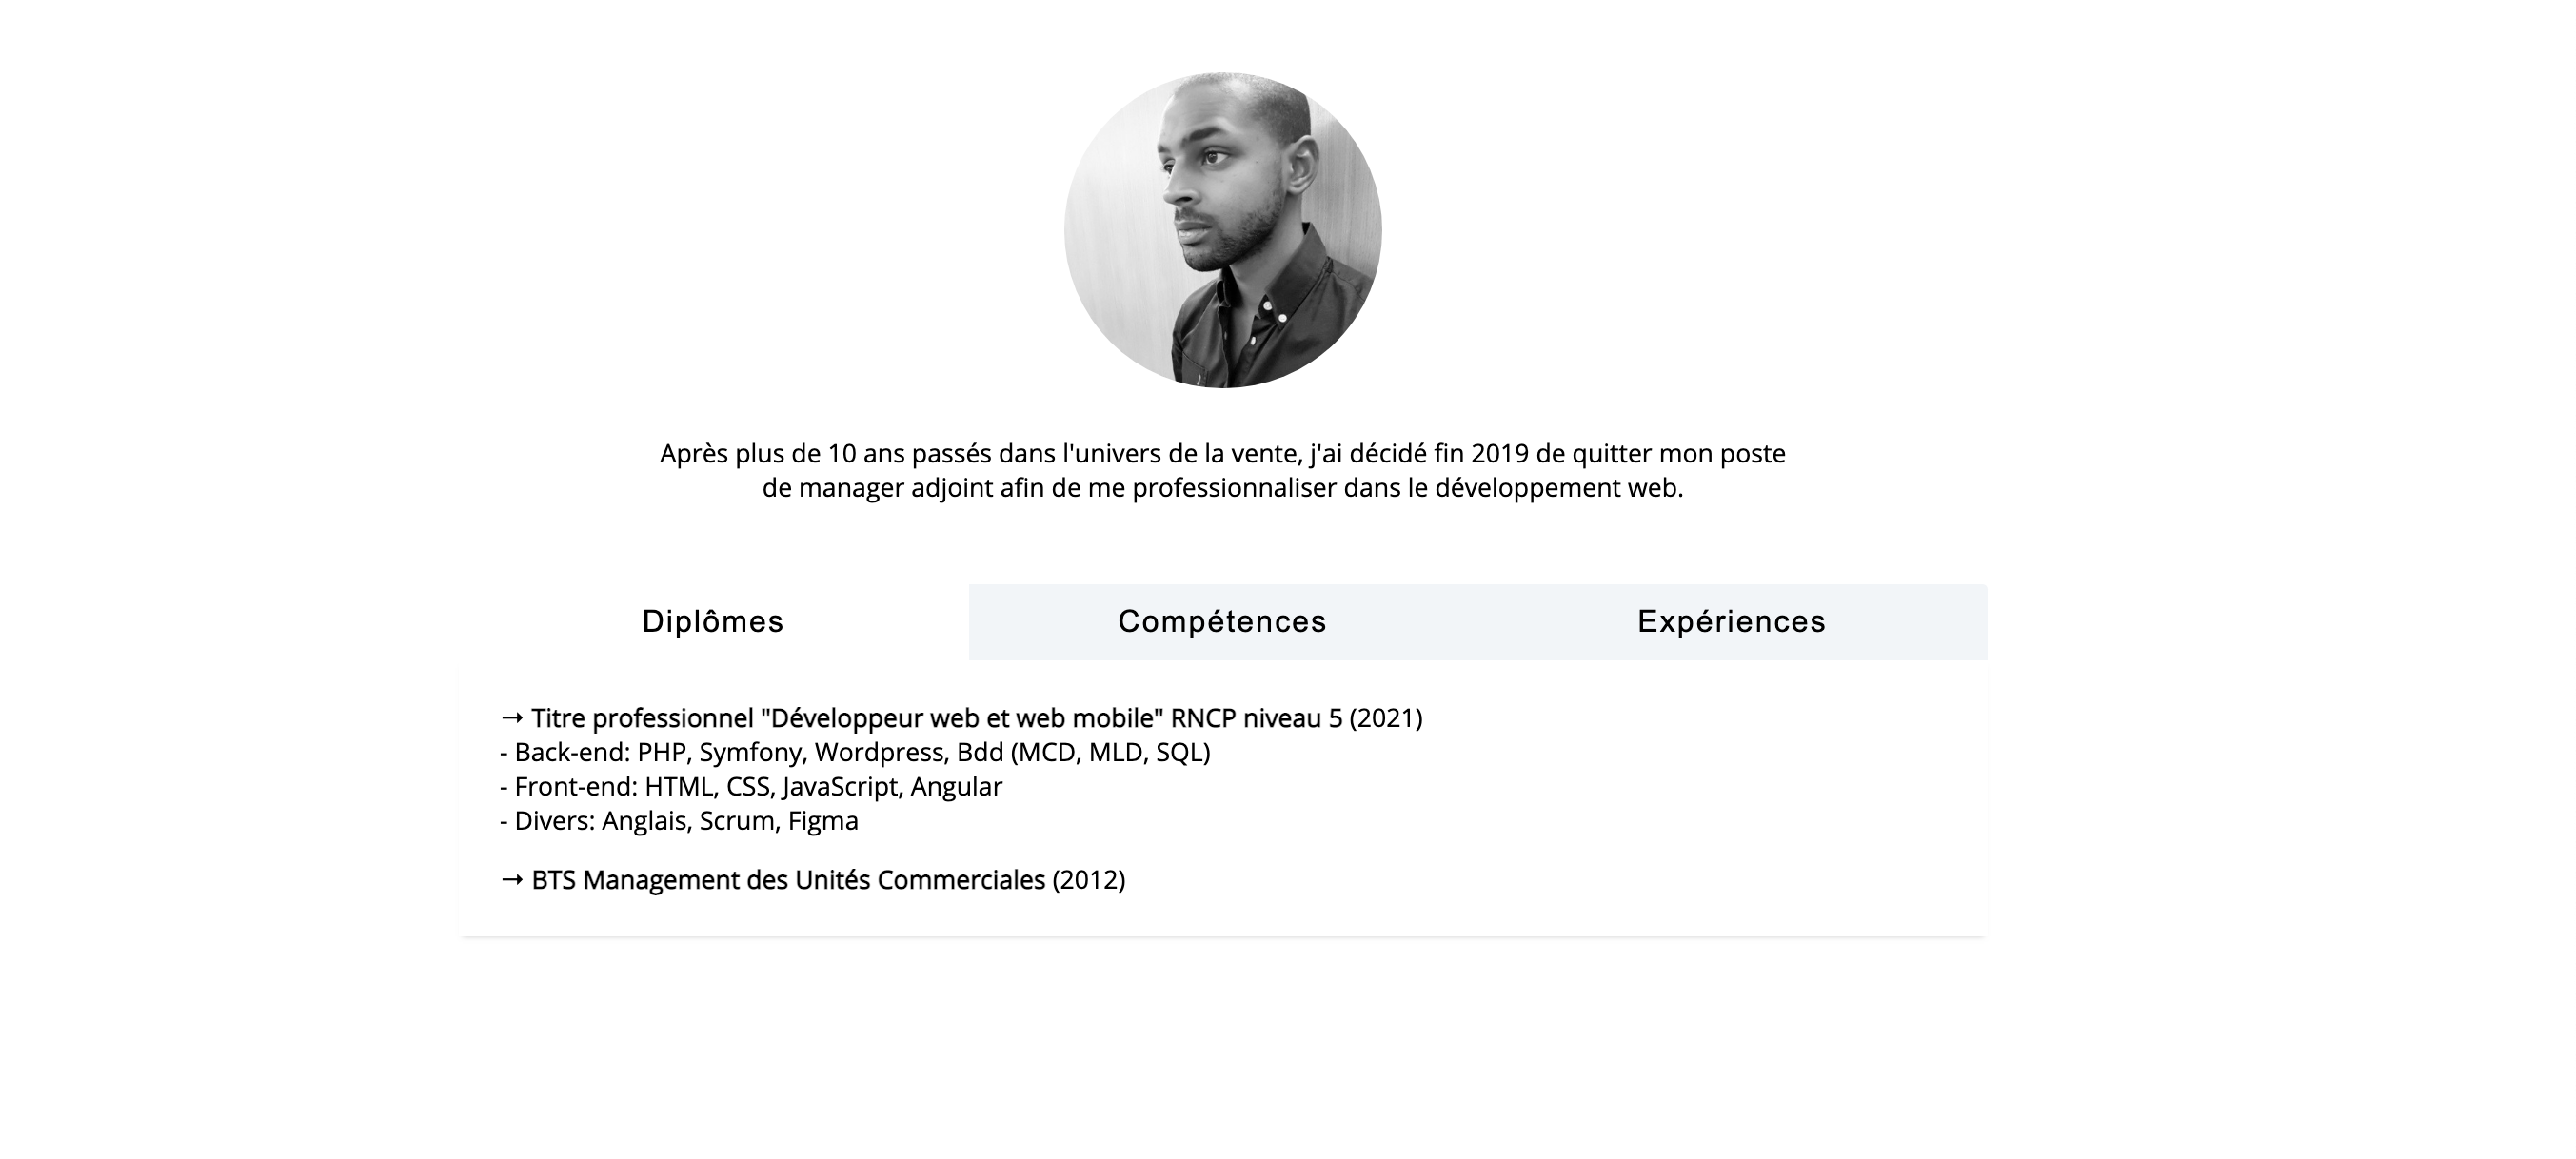 Après plus de 10 ans passés dans l'univers de la vente, j'ai décidé fin 2019 de quitter mon poste
de manager adjoint afin de me professionnaliser dans le développement web.
Diplômes Compétences Expériences
→ Titre professionnel "Développeur web et web mobile" RNCP niveau 5 (2021)
- Back-end: PHP, Symfony, Wordpress, Bdd (MCD, MLD, SQL)
- Front-end: HTML, CSS, JavaScript, Angular
- Divers: Anglais, Scrum, Figma
→ BTS Management des Unités Commerciales (2012)